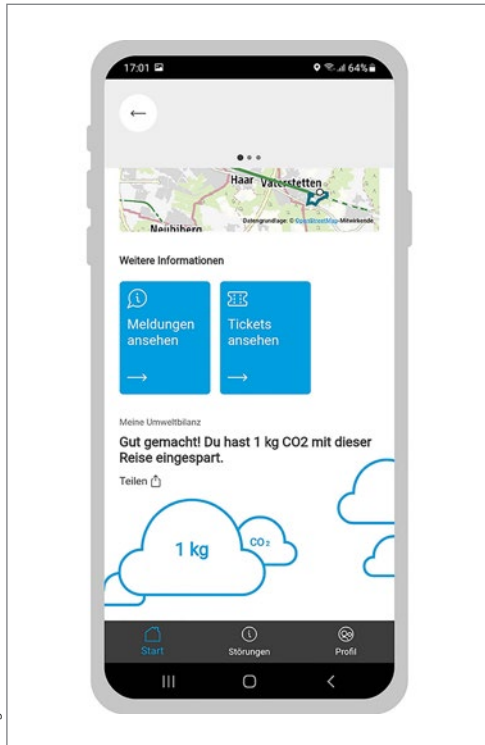 17:01 64%
Haar Vaterstetten
Datengrundlage: © OpenStreetMap-Mitwirkende
Neubiberg
Weitere Informationen
Meldungen
ansehen
Tickets
ansehen
Meine Umweltbilanz
Gut gemacht! Du hast 1 kg CO2 mit dieser
Reise eingespart.
Teilen
1 kg
CO2
Start
Störungen
Profil